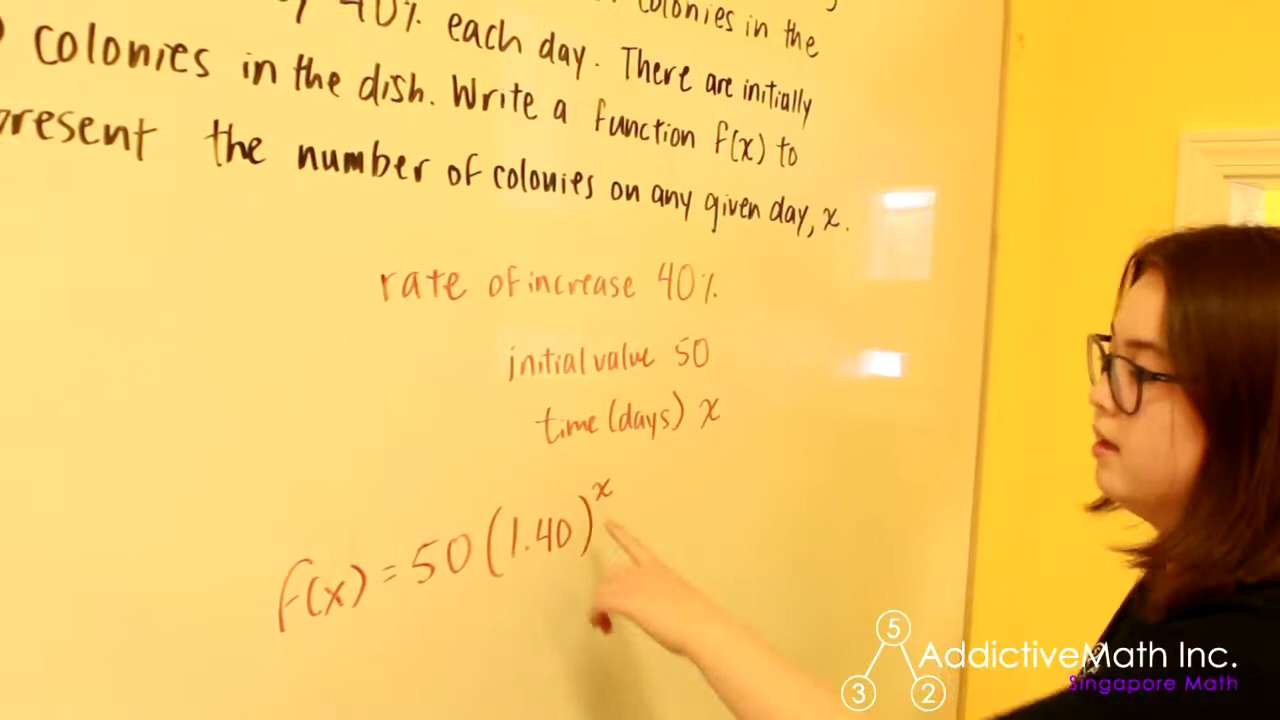 colonies in the
40% each day. There are initially
colonies in the dish. Write a function f(x) to
the number of colonies on any given day, x.
rate of increase 40%
initial value 50
time (days) x
f(x) = 50 (1.40)^x
5
3 2
AddictiveMath Inc.
Singapore Math